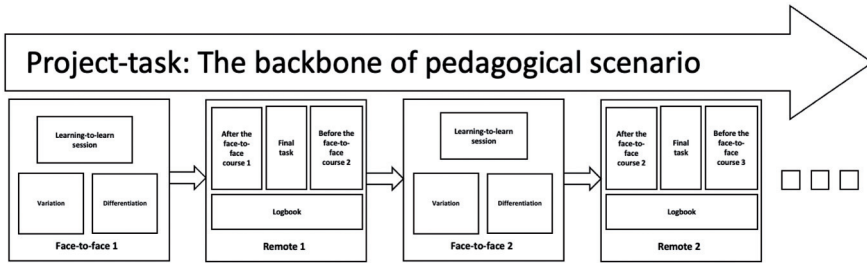 Project-task: The backbone of pedagogical scenario
Learning-to-learn
session
Variation
Differentiation
Face-to-face 1
After the
face-to-
face
course 1
Final
task
Before the
face-to-
face
course 2
Logbook
Remote 1
Learning-to-learn
session
Variation
Differentiation
Face-to-face 2
After the
face-to-
face
course 2
Final
task
Before the
face-to-
face
course 3
Logbook
Remote 2